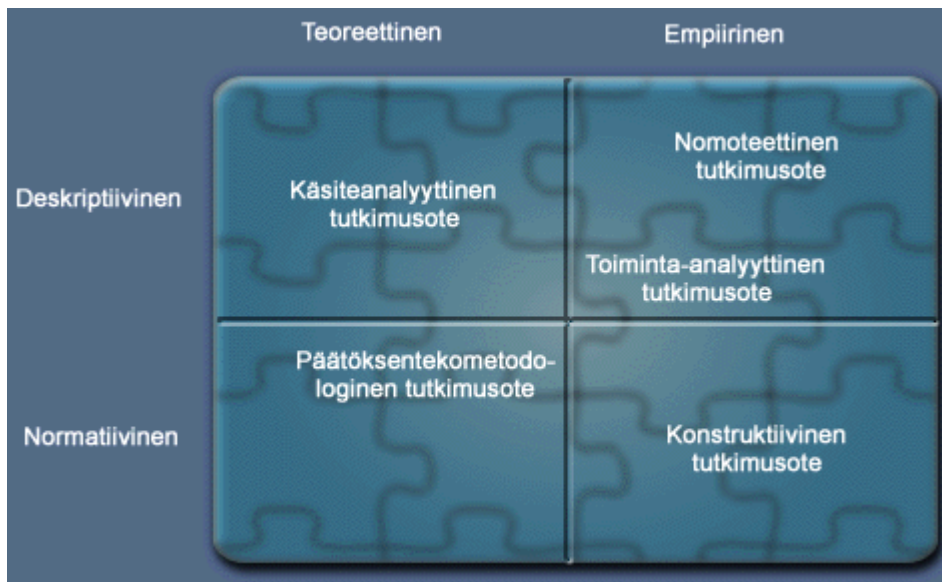 Teoreettinen
Empiirinen
Deskriptiivinen
Käsiteanalyyttinen
tutkimusote
Nomoteettinen
tutkimusote
Toiminta-analyyttinen
tutkimusote
Normatiivinen
Päätöksentekometodo-
loginen tutkimusote
Konstruktiivinen
tutkimusote